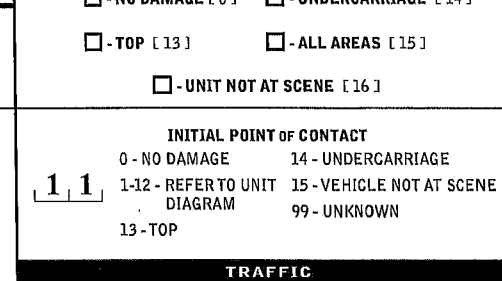 - NO DAMAGE [0] - UNDERCARRIAGE [14]
- TOP [13] - ALL AREAS [15]
- UNIT NOT AT SCENE [16]
INITIAL POINT OF CONTACT
0 - NO DAMAGE 14 - UNDERCARRIAGE
1 1 1-12 - REFER TO UNIT 15 - VEHICLE NOT AT SCENE
DIAGRAM 99 - UNKNOWN
13 - TOP
TRAFFIC